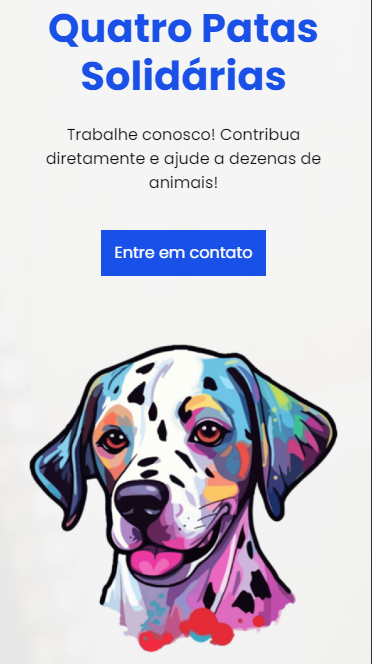 Quatro Patas
Solidárias
Trabalhe conosco! Contribua
diretamente e ajude a dezenas de
animais!
Entre em contato